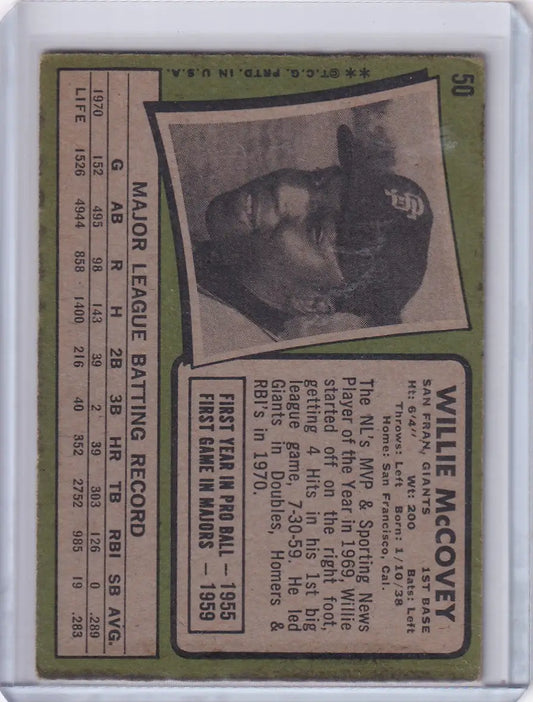 50
**©T.C.G. PRTD. IN U.S.A.
SF
WILLIE McCOVEY
SAN FRAN. GIANTS 1ST BASE
Ht: 6'4" Wt: 200 Bats: Left
Throws: Left Born: 1/10/38
Home: San Francisco, Cal.
The NL's MVP & Sporting News
Player of the Year in 1969, Willie
started off on the right foot,
getting 4 Hits in his 1st big
league game, 7-30-59. He led
Giants in Doubles, Homers &
RBI's in 1970.
FIRST YEAR IN PRO BALL — 1955
FIRST GAME IN MAJORS — 1959
MAJOR LEAGUE BATTING RECORD
G AB R H 2B 3B HR TB RBI SB AVG.
1970 152 495 98 143 39 2 39 303 126 0 .289
LIFE 1526 4944 858 1400 216 40 352 2752 985 19 .283